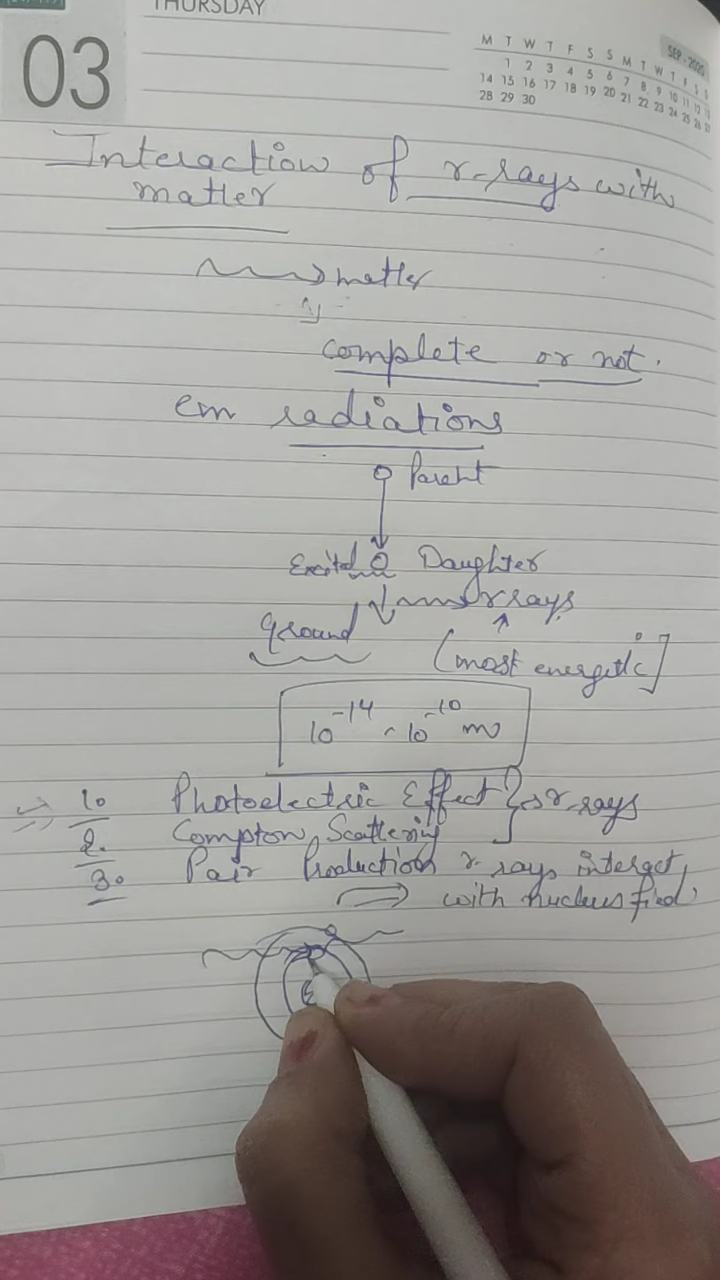 THURSDAY
03
SEP - 2020
M T W T F S S M T W T F S S
1 2 3 4 5 6 7 8 9 10 11 12 13
14 15 16 17 18 19 20 21 22 23 24 25 26 27
28 29 30
Interaction of r-rays with
matter
matter
complete or not.
em radiations
Parent
Excited Daughter
r rays
ground
[most energetic]
10^-14 - 10^-10 m
1. Photoelectric Effect } r-rays
2. Compton Scattering
3. Pair Production r rays interact
with nucleus field